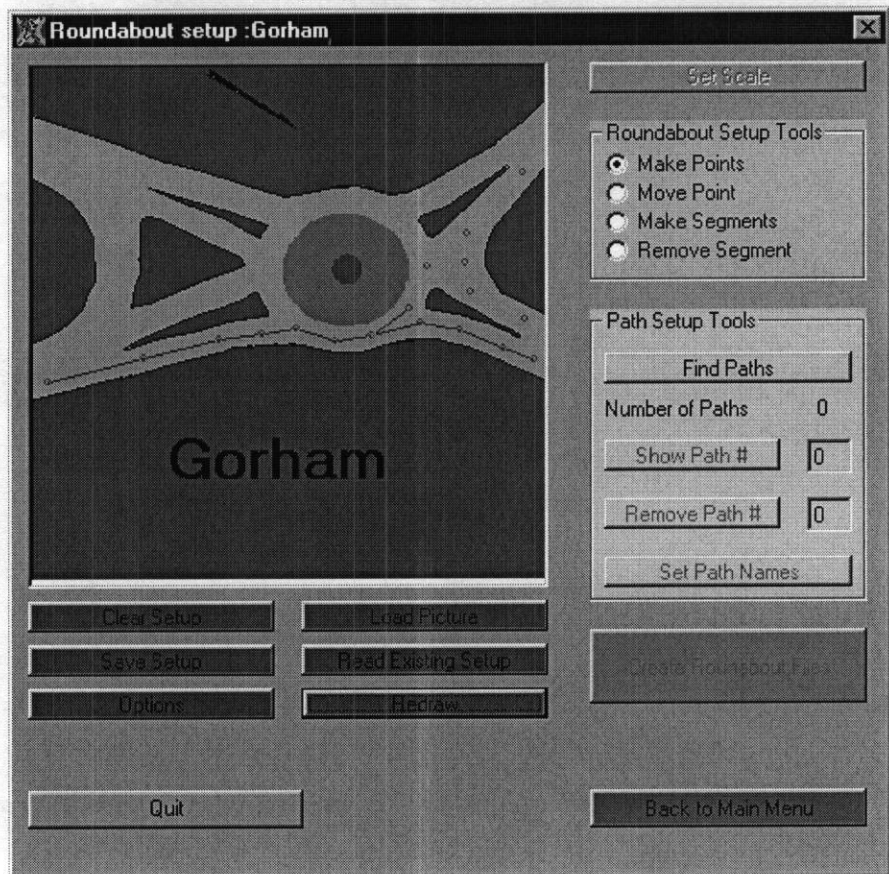 Roundabout setup :Gorham
Set Scale
Roundabout Setup Tools
Make Points
Move Point
Make Segments
Remove Segment
Path Setup Tools
Find Paths
Number of Paths 0
Show Path # 0
Remove Path # 0
Set Path Names
Gorham
Clear Setup Load Picture
Save Setup Read Existing Setup
Options Redraw
Create Roundabout Files
Quit Back to Main Menu